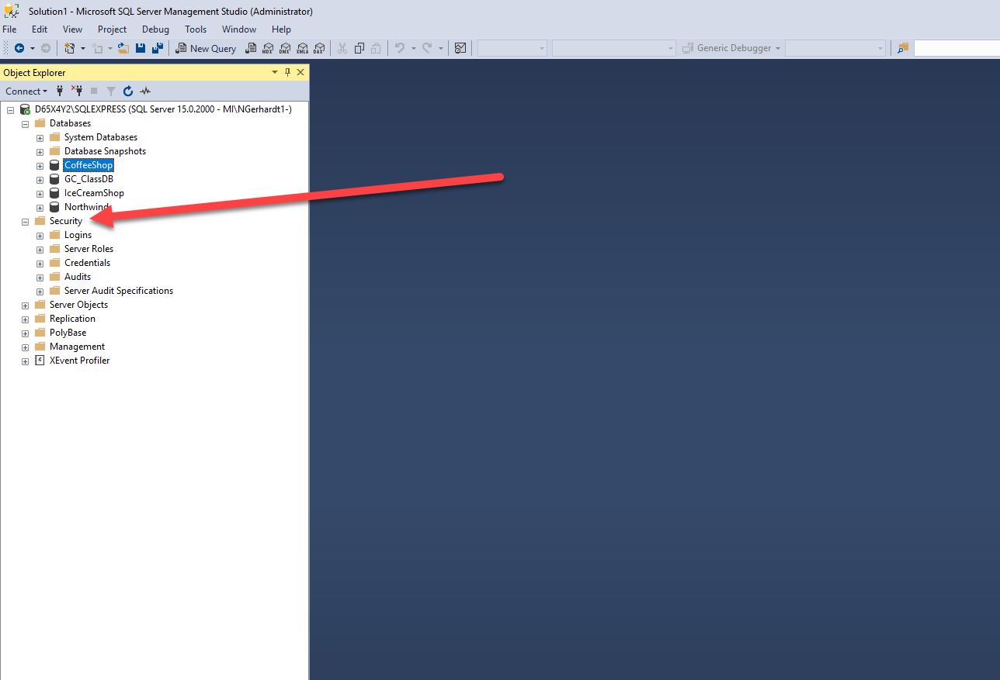 Solution1 - Microsoft SQL Server Management Studio (Administrator)
File Edit View Project Debug Tools Window Help
New Query MDX DMX XMLA DAX Generic Debugger
Object Explorer
Connect
D65X4Y2\SQLEXPRESS (SQL Server 15.0.2000 - MI\NGerhardt1-)
Databases
System Databases
Database Snapshots
CoffeeShop
GC_ClassDB
IceCreamShop
Northwind
Security
Logins
Server Roles
Credentials
Audits
Server Audit Specifications
Server Objects
Replication
PolyBase
Management
XEvent Profiler